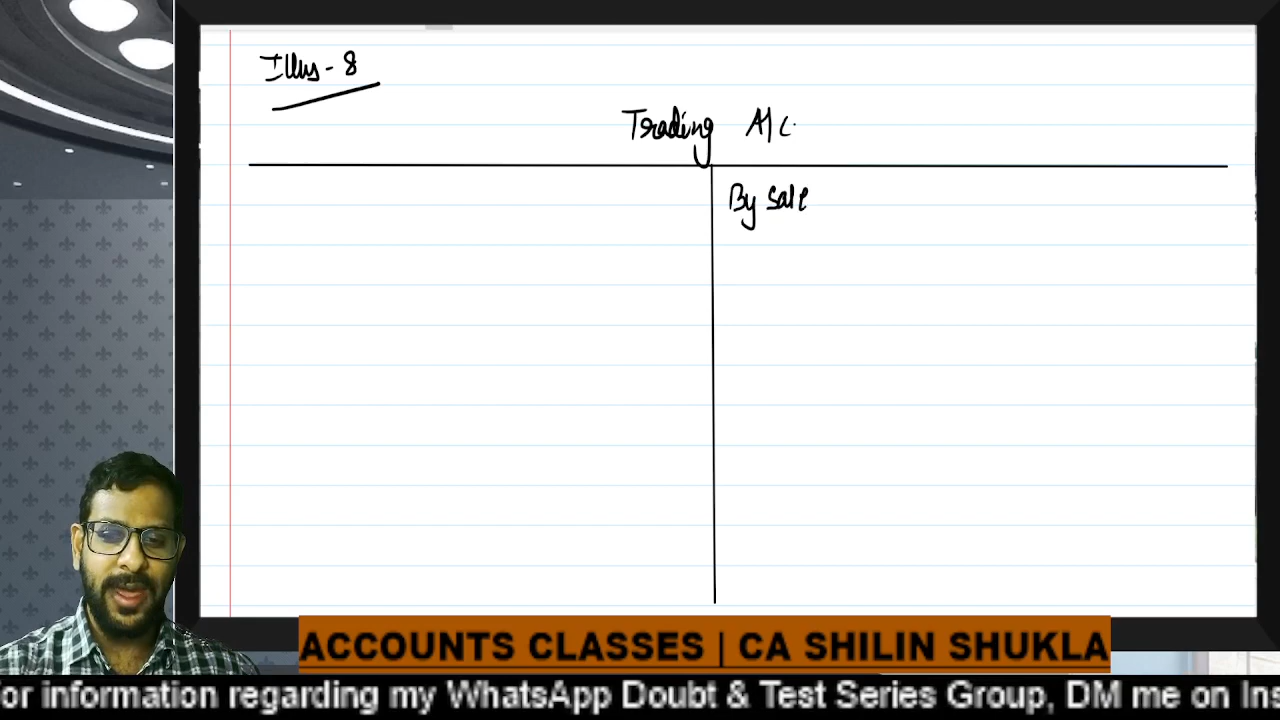 Illus - 8
Trading A/c.
By Sale
ACCOUNTS CLASSES | CA SHILIN SHUKLA
or information regarding my WhatsApp Doubt & Test Series Group, DM me on Ins